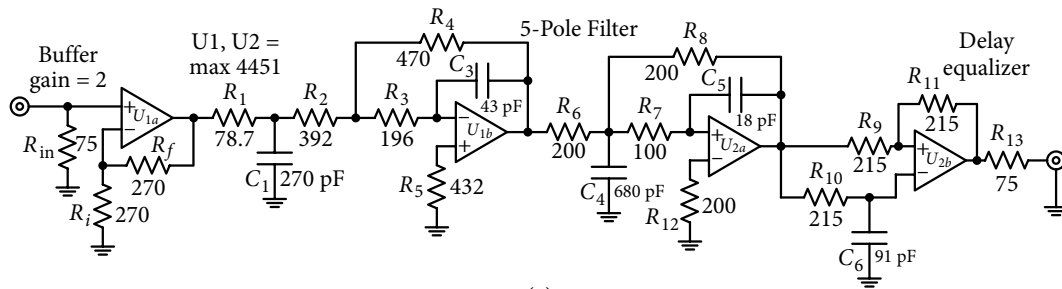 5-Pole Filter
Buffer
gain = 2
U1, U2 =
max 4451
Delay
equalizer
R4
470
C3
43 pF
R8
200
C5
18 pF
R11
215
+
−
U1a
R1
78.7
R2
392
R3
196
−
+
U1b
R6
200
R7
100
+
−
U2a
R9
215
+
−
U2b
R13
75
Rin
75
Rf
270
Ri
270
C1
270 pF
R5
432
C4
680 pF
R12
200
R10
215
C6
91 pF